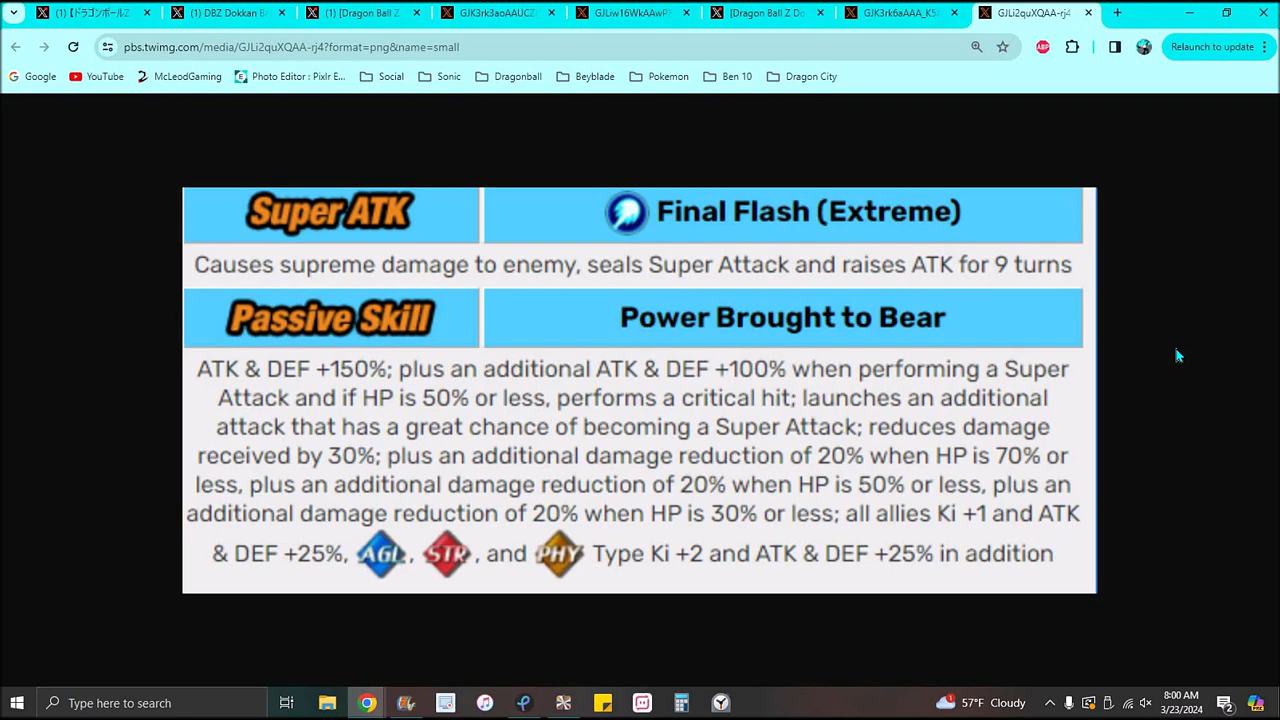 (1) 【ドラゴンボールZ
(1) DBZ Dokkan B
(1) [Dragon Ball Z
GJK3rk3aoAAUCZ
GJLiw16WkAAwP
[Dragon Ball Z Do
GJK3rk6aAAA_K5
GJLi2quXQAA-rj4
pbs.twimg.com/media/GJLi2quXQAA-rj4?format=png&name=small
ABP
Relaunch to update
Google
YouTube
McLeodGaming
Photo Editor : Pixlr E...
Social
Sonic
Dragonball
Beyblade
Pokemon
Ben 10
Dragon City
Super ATK
Final Flash (Extreme)
Causes supreme damage to enemy, seals Super Attack and raises ATK for 9 turns
Passive Skill
Power Brought to Bear
ATK & DEF +150%; plus an additional ATK & DEF +100% when performing a Super
Attack and if HP is 50% or less, performs a critical hit; launches an additional
attack that has a great chance of becoming a Super Attack; reduces damage
received by 30%; plus an additional damage reduction of 20% when HP is 70% or
less, plus an additional damage reduction of 20% when HP is 50% or less, plus an
additional damage reduction of 20% when HP is 30% or less; all allies Ki +1 and ATK
& DEF +25%, AGL, STR, and PHY Type Ki +2 and ATK & DEF +25% in addition
Type here to search
57°F Cloudy
8:00 AM
3/23/2024
2